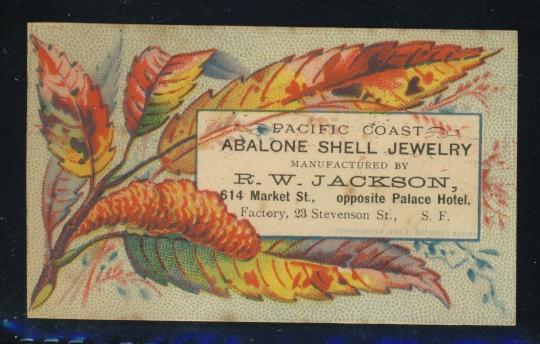 PACIFIC COAST
ABALONE SHELL JEWELRY
MANUFACTURED BY
R. W. JACKSON,
614 Market St., opposite Palace Hotel.
Factory, 23 Stevenson St., S. F.